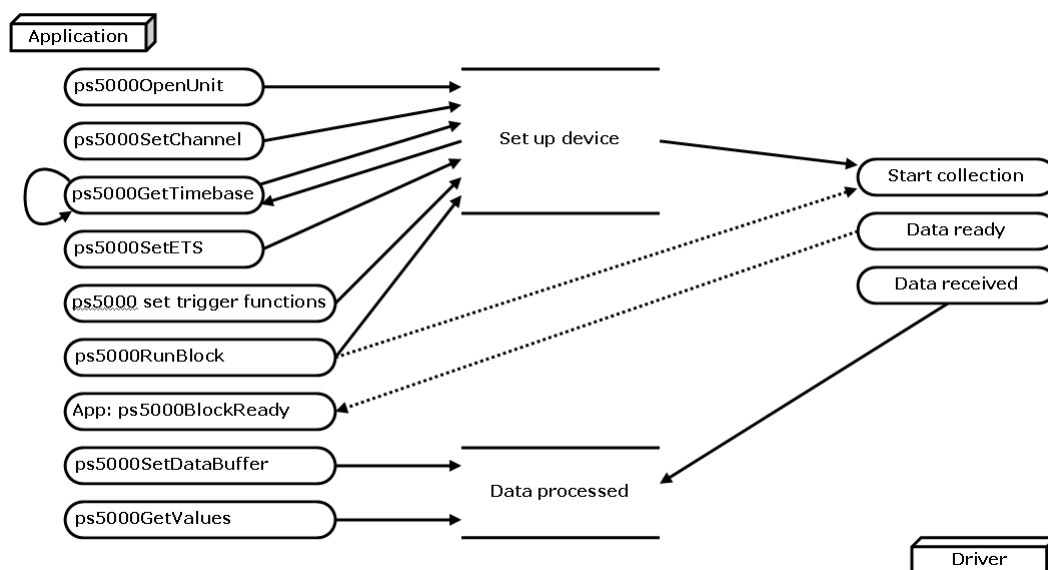 Application
ps5000OpenUnit
ps5000SetChannel
Set up device
ps5000GetTimebase
Start collection
ps5000SetETS
Data ready
Data received
ps5000 set trigger functions
ps5000RunBlock
App: ps5000BlockReady
ps5000SetDataBuffer
Data processed
ps5000GetValues
Driver